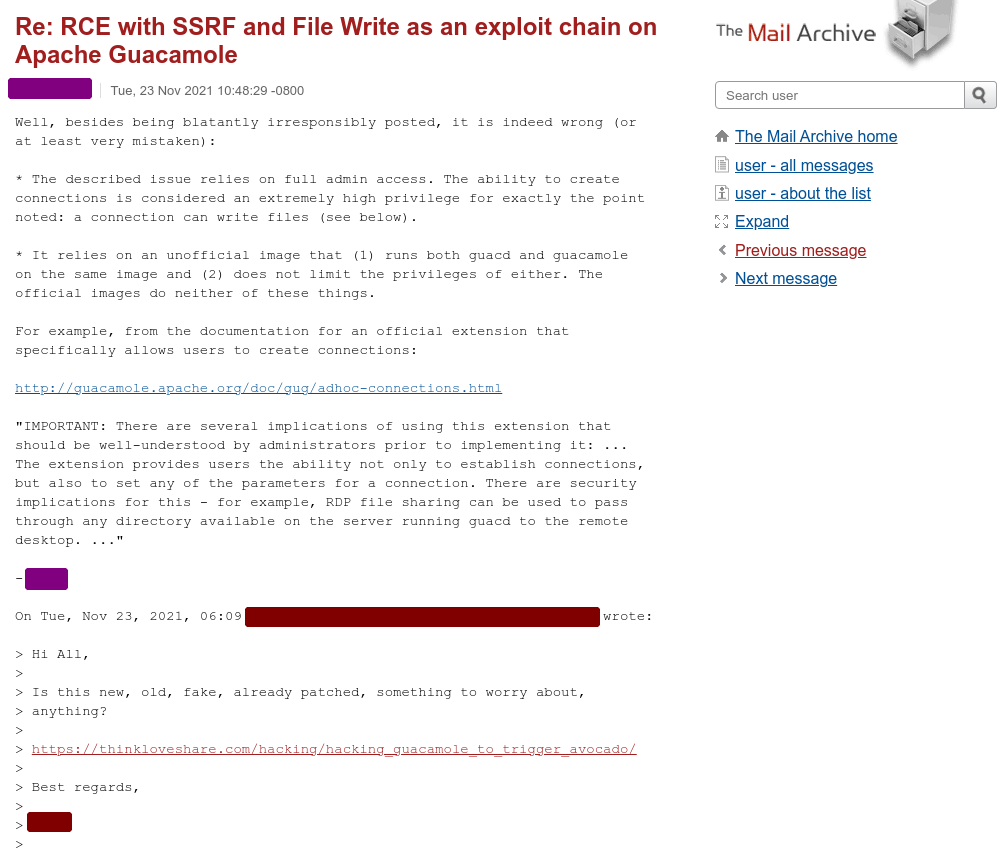 Re: RCE with SSRF and File Write as an exploit chain on
Apache Guacamole
Tue, 23 Nov 2021 10:48:29 -0800
Well, besides being blatantly irresponsibly posted, it is indeed wrong (or
at least very mistaken):
* The described issue relies on full admin access. The ability to create
connections is considered an extremely high privilege for exactly the point
noted: a connection can write files (see below).
* It relies on an unofficial image that (1) runs both guacd and guacamole
on the same image and (2) does not limit the privileges of either. The
official images do neither of these things.
For example, from the documentation for an official extension that
specifically allows users to create connections:
http://guacamole.apache.org/doc/gug/adhoc-connections.html
"IMPORTANT: There are several implications of using this extension that
should be well-understood by administrators prior to implementing it: ...
The extension provides users the ability not only to establish connections,
but also to set any of the parameters for a connection. There are security
implications for this - for example, RDP file sharing can be used to pass
through any directory available on the server running guacd to the remote
desktop. ..."
-
On Tue, Nov 23, 2021, 06:09 wrote:
> Hi All,
>
> Is this new, old, fake, already patched, something to worry about,
> anything?
>
> https://thinkloveshare.com/hacking/hacking_guacamole_to_trigger_avocado/
>
> Best regards,
>
>
>
The Mail Archive
Search user
The Mail Archive home
user - all messages
user - about the list
Expand
Previous message
Next message